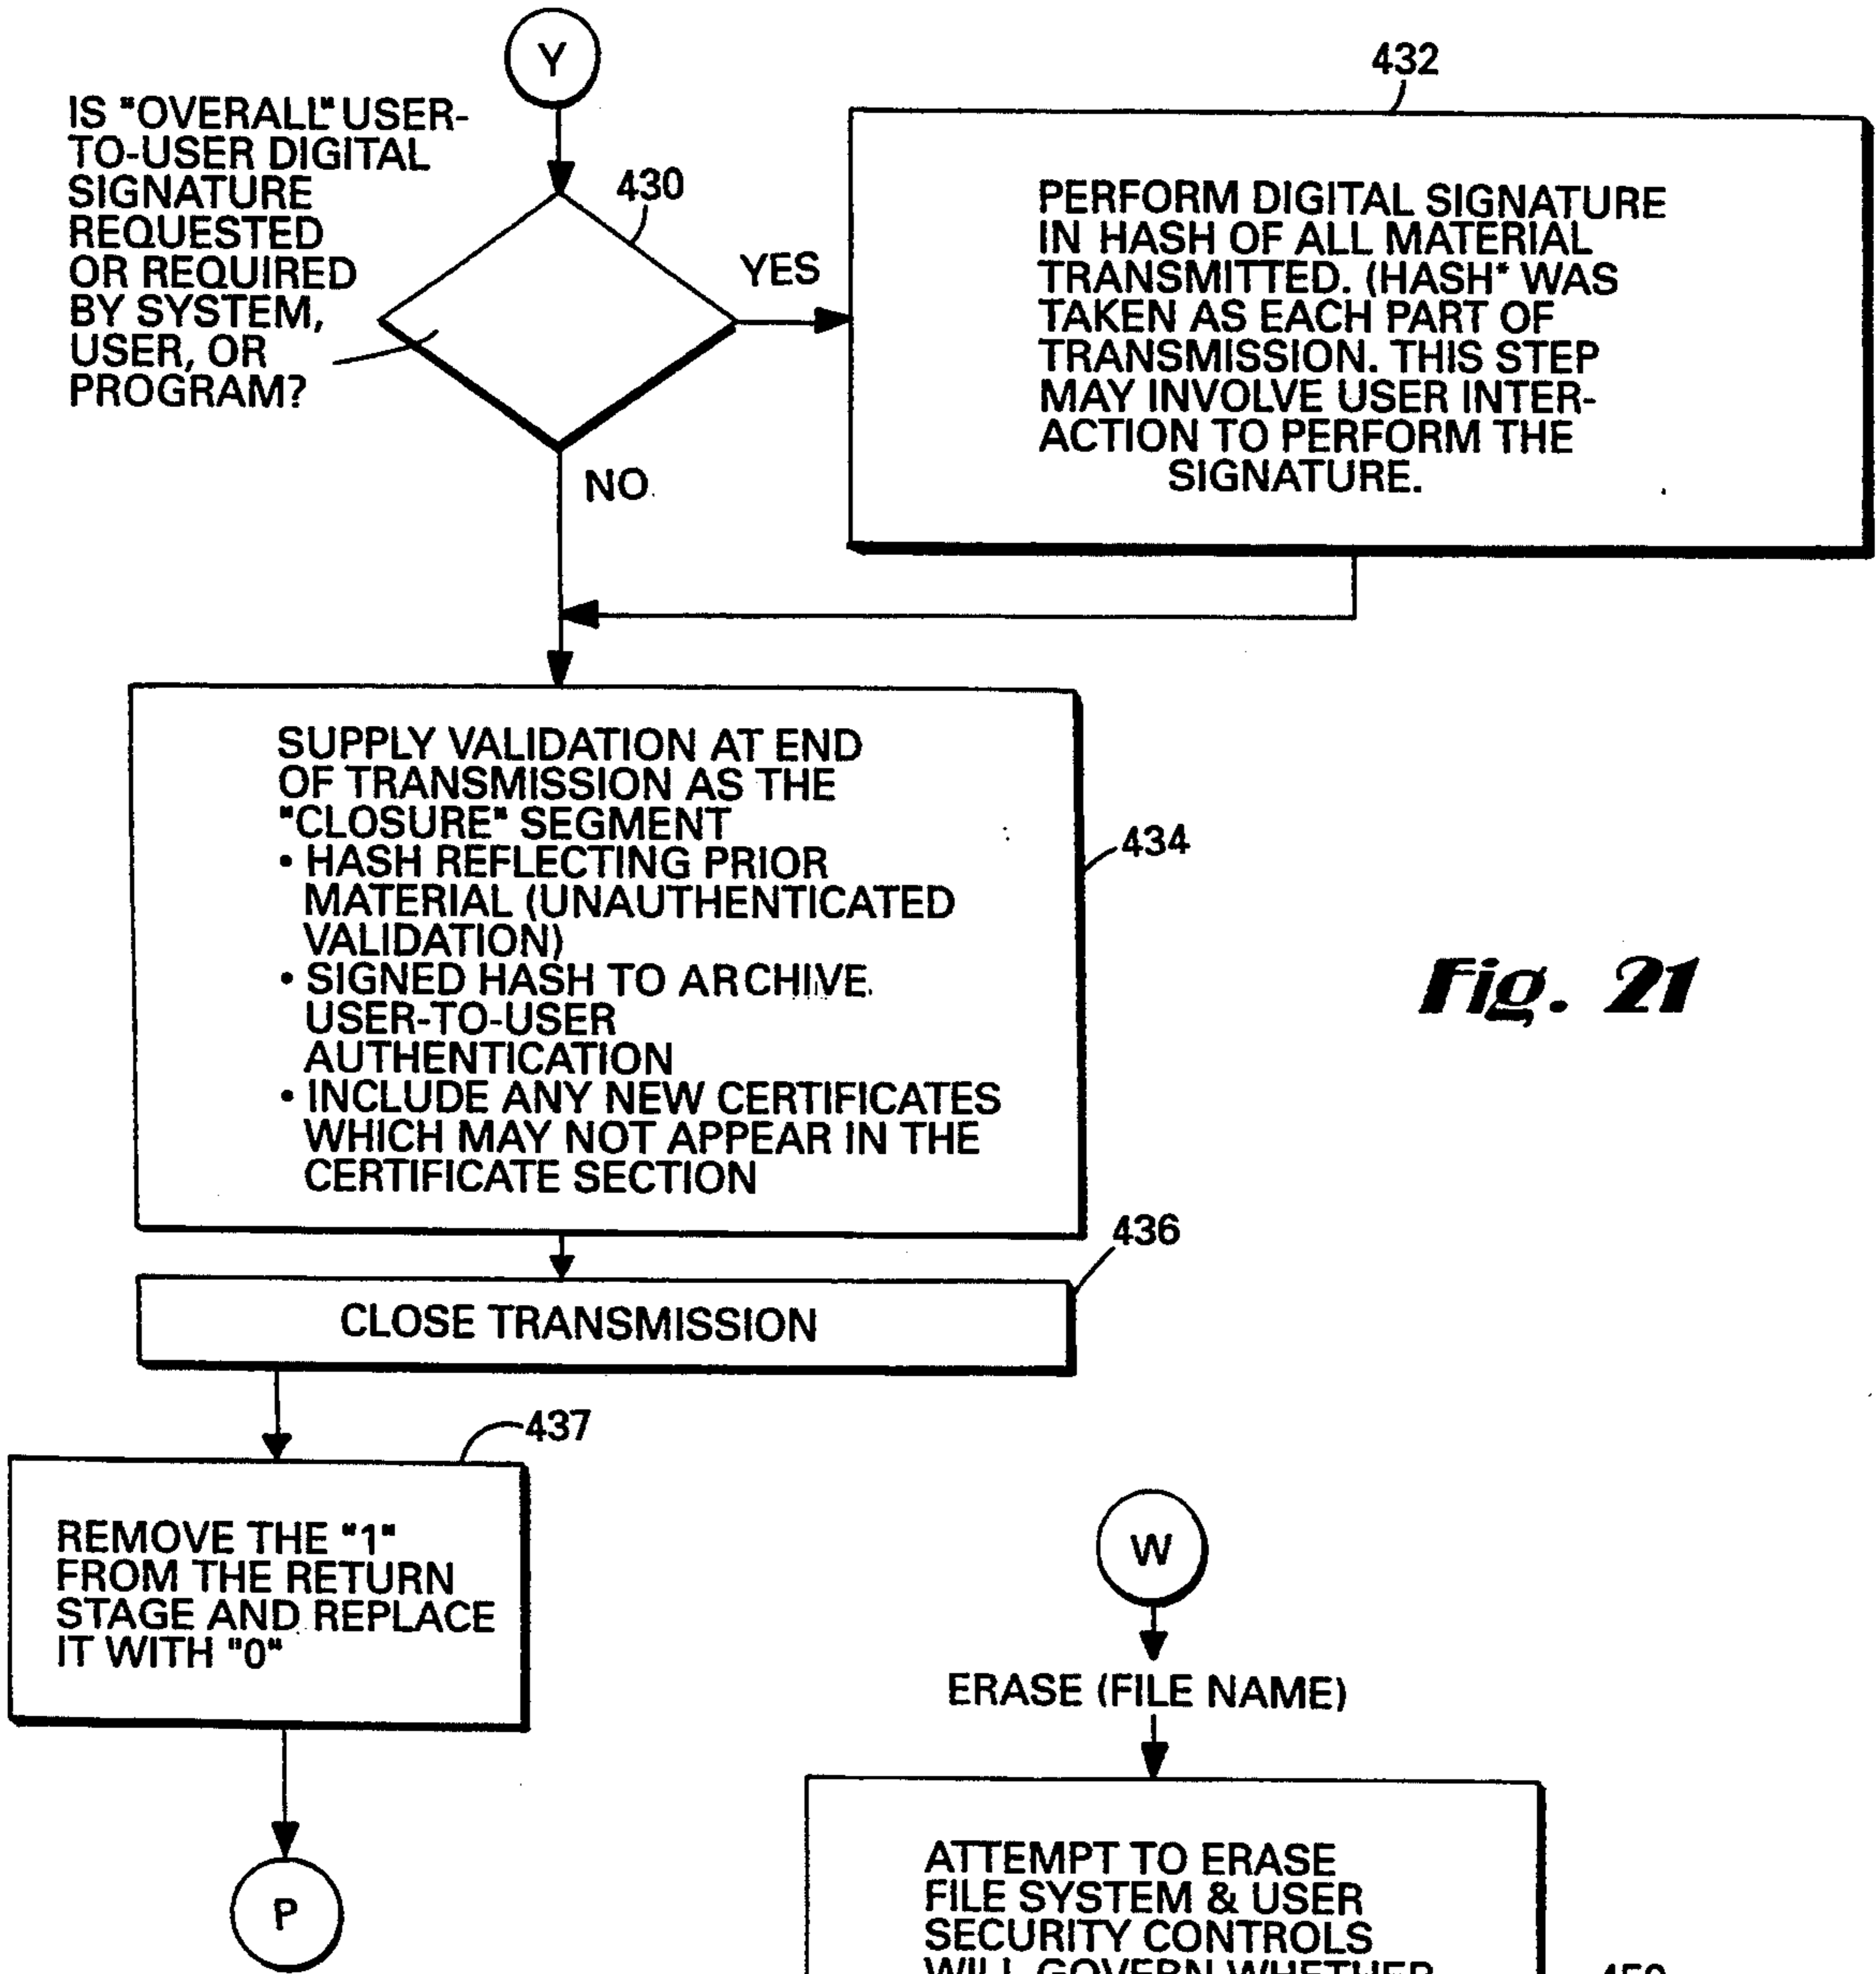 Y
IS "OVERALL" USER-
TO-USER DIGITAL
SIGNATURE
REQUESTED
OR REQUIRED
BY SYSTEM,
USER, OR
PROGRAM?
430
YES
NO
432
PERFORM DIGITAL SIGNATURE
IN HASH OF ALL MATERIAL
TRANSMITTED. (HASH* WAS
TAKEN AS EACH PART OF
TRANSMISSION. THIS STEP
MAY INVOLVE USER INTER-
ACTION TO PERFORM THE
SIGNATURE.
SUPPLY VALIDATION AT END
OF TRANSMISSION AS THE
"CLOSURE" SEGMENT
• HASH REFLECTING PRIOR
MATERIAL (UNAUTHENTICATED
VALIDATION)
• SIGNED HASH TO ARCHIVE
USER-TO-USER
AUTHENTICATION
• INCLUDE ANY NEW CERTIFICATES
WHICH MAY NOT APPEAR IN THE
CERTIFICATE SECTION
434
Fig. 21
436
CLOSE TRANSMISSION
437
REMOVE THE "1"
FROM THE RETURN
STAGE AND REPLACE
IT WITH "0"
P
W
ERASE (FILE NAME)
ATTEMPT TO ERASE
FILE SYSTEM & USER
SECURITY CONTROLS
WILL GOVERN WHETHER